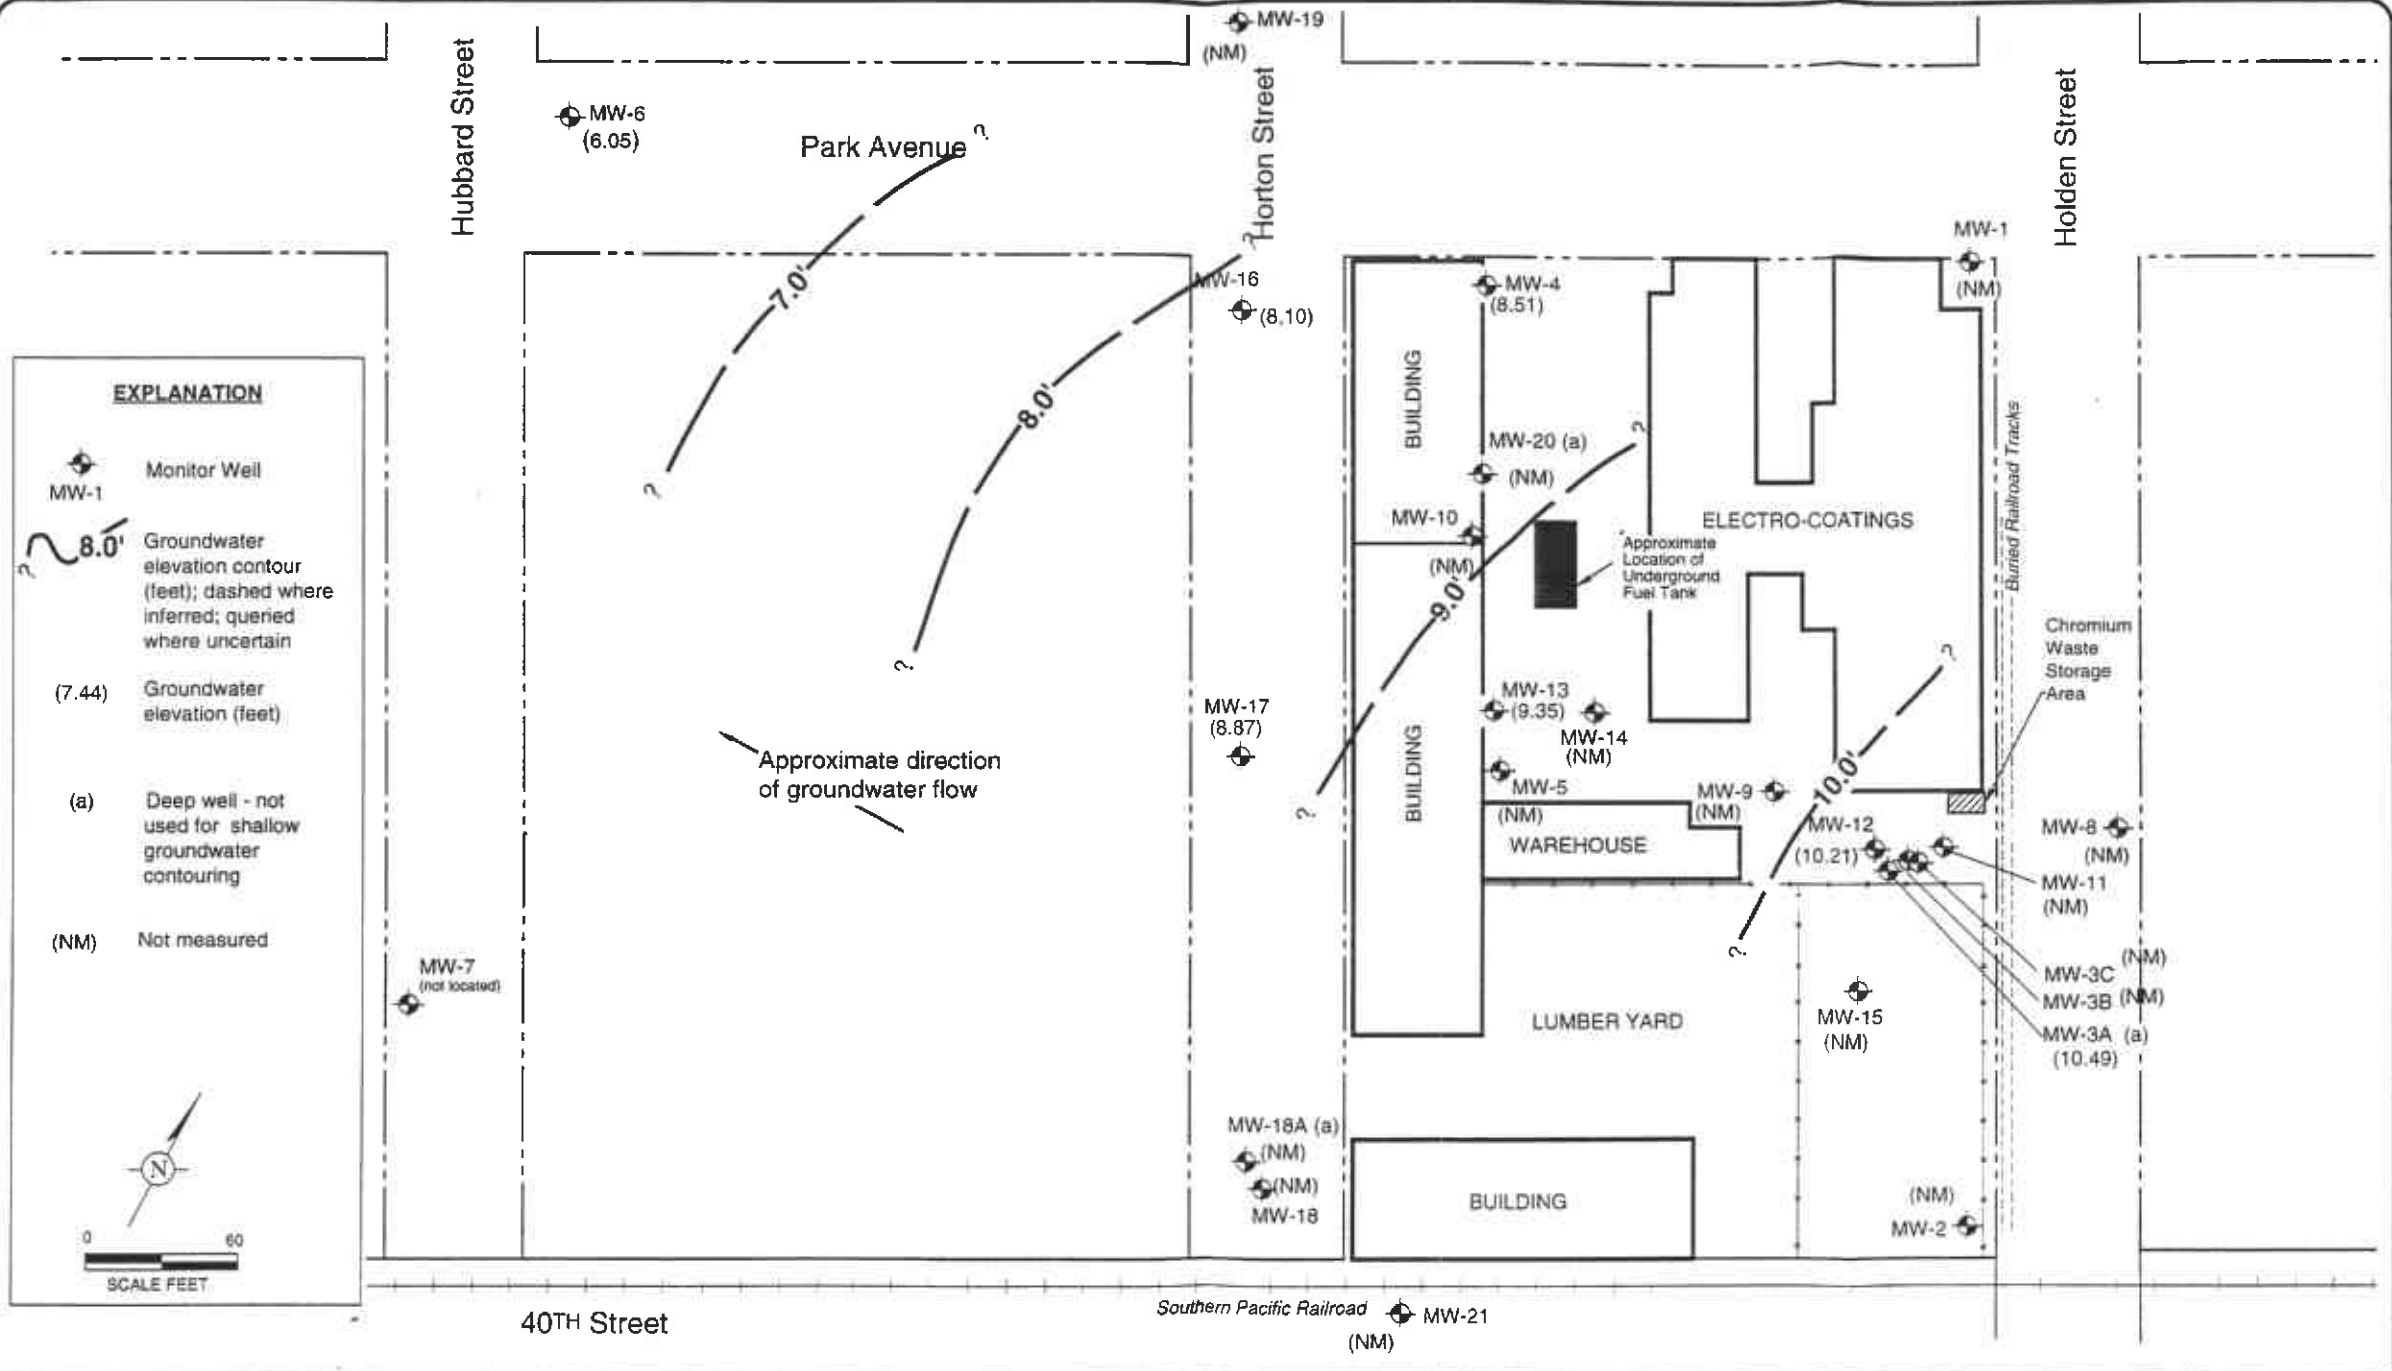 MW-19
(NM)
Hubbard Street
Horton Street
Holden Street
MW-6
(6.05)
Park Avenue
?
?
MW-1
(NM)
7.0'
MW-16
(8.10)
MW-4
(8.51)
8.0'
?
?
BUILDING
MW-20 (a)
(NM)
?
MW-10
(NM)
9.0'
?
ELECTRO-COATINGS
Approximate
Location of
Underground
Fuel Tank
Buried Railroad Tracks
Chromium
Waste
Storage
Area
EXPLANATION
MW-1
Monitor Well
?
8.0'
Groundwater
elevation contour
(feet); dashed where
inferred; queried
where uncertain
(7.44)
Groundwater
elevation (feet)
(a)
Deep well - not
used for shallow
groundwater
contouring
(NM)
Not measured
N
0 60
SCALE FEET
Approximate direction
of groundwater flow
MW-17
(8.87)
BUILDING
MW-13
(9.35)
MW-14
(NM)
MW-5
(NM)
MW-9
(NM)
?
10.0'
?
WAREHOUSE
MW-12
(10.21)
MW-8
(NM)
MW-11
(NM)
MW-3C (NM)
MW-3B (NM)
MW-3A (a)
(10.49)
MW-7
(not located)
LUMBER YARD
MW-15
(NM)
MW-18A (a)
(NM)
(NM)
MW-18
BUILDING
(NM)
MW-2
40TH Street
Southern Pacific Railroad
MW-21
(NM)